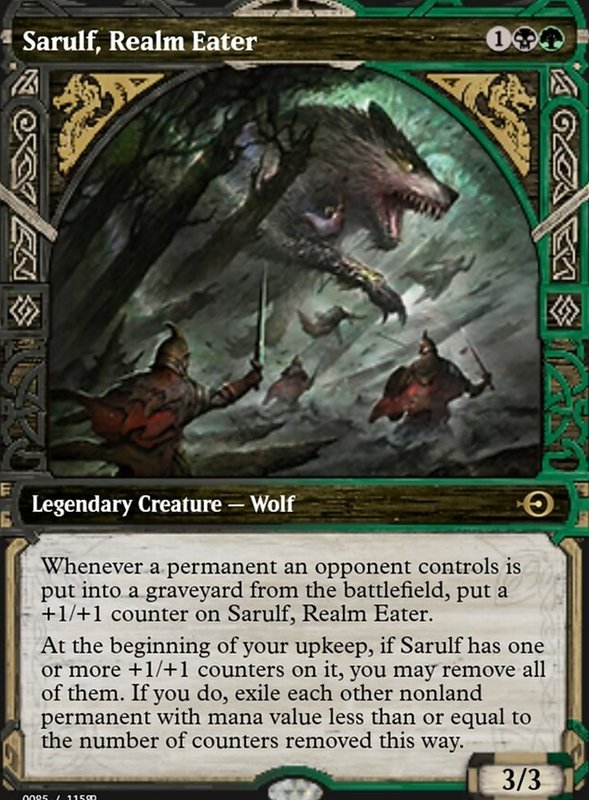 Sarulf, Realm Eater 1
Legendary Creature — Wolf
Whenever a permanent an opponent controls is
put into a graveyard from the battlefield, put a
+1/+1 counter on Sarulf, Realm Eater.
At the beginning of your upkeep, if Sarulf has one
or more +1/+1 counters on it, you may remove all
of them. If you do, exile each other nonland
permanent with mana value less than or equal to
the number of counters removed this way.
3/3